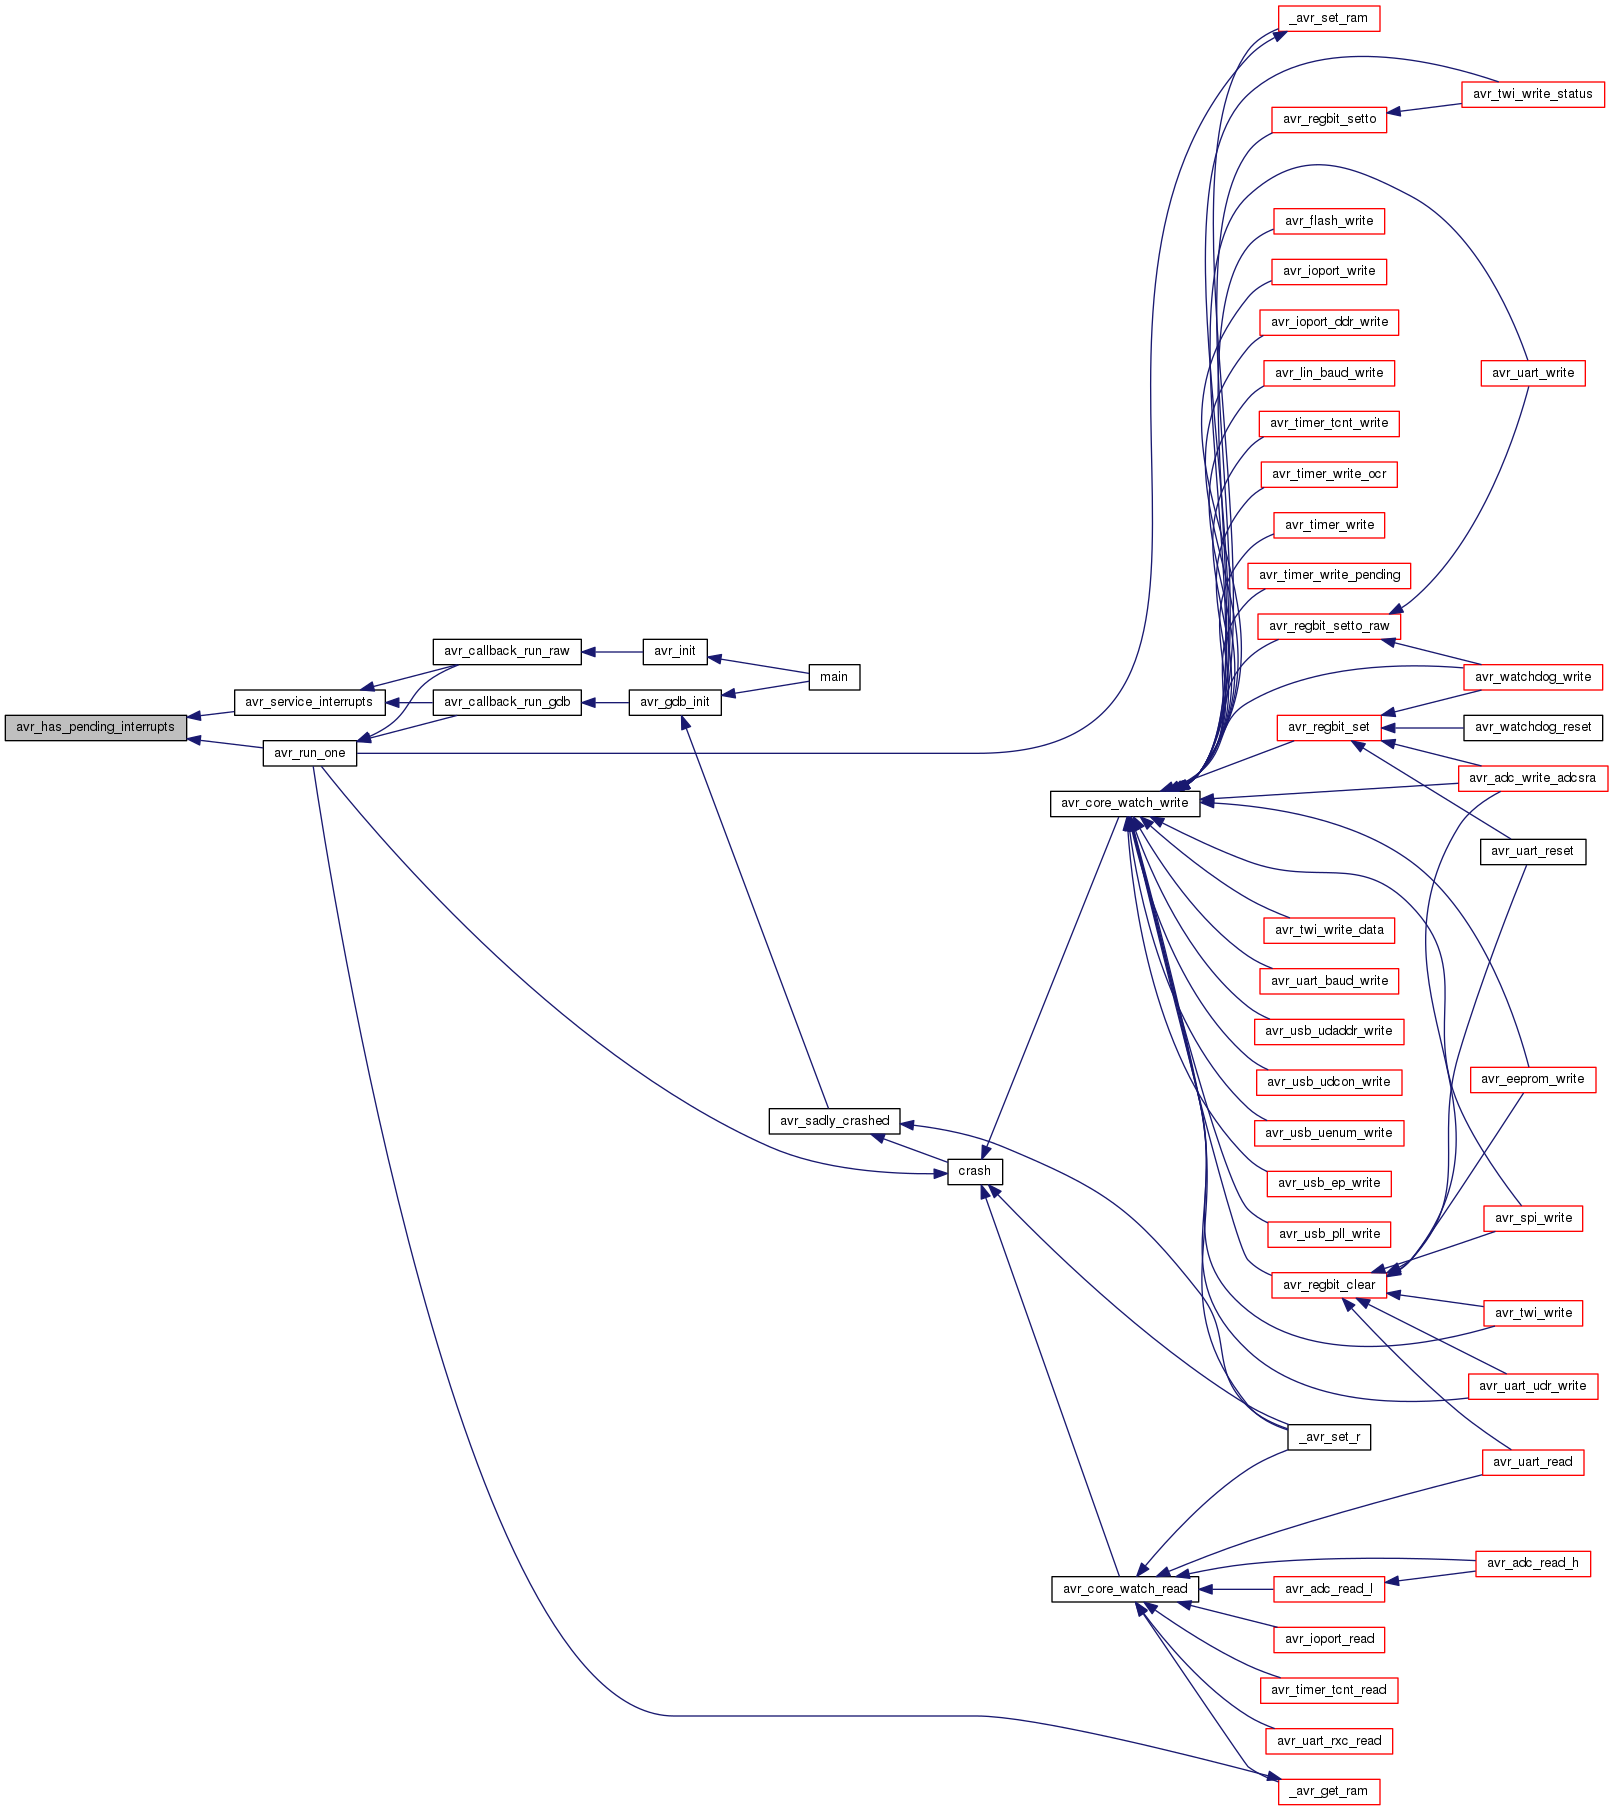 _avr_set_ram
avr_twi_write_status
avr_regbit_setto
avr_flash_write
avr_ioport_write
avr_ioport_ddr_write
avr_lin_baud_write
avr_uart_write
avr_timer_tcnt_write
avr_timer_write_ocr
avr_timer_write
avr_timer_write_pending
avr_regbit_setto_raw
avr_callback_run_raw
avr_init
main
avr_watchdog_write
avr_service_interrupts
avr_callback_run_gdb
avr_gdb_init
avr_has_pending_interrupts
avr_regbit_set
avr_watchdog_reset
avr_run_one
avr_adc_write_adcsra
avr_core_watch_write
avr_uart_reset
avr_twi_write_data
avr_uart_baud_write
avr_usb_udaddr_write
avr_usb_udcon_write
avr_eeprom_write
avr_sadly_crashed
avr_usb_uenum_write
crash
avr_usb_ep_write
avr_spi_write
avr_usb_pll_write
avr_regbit_clear
avr_twi_write
avr_uart_udr_write
_avr_set_r
avr_uart_read
avr_adc_read_h
avr_core_watch_read
avr_adc_read_l
avr_ioport_read
avr_timer_tcnt_read
avr_uart_rxc_read
_avr_get_ram